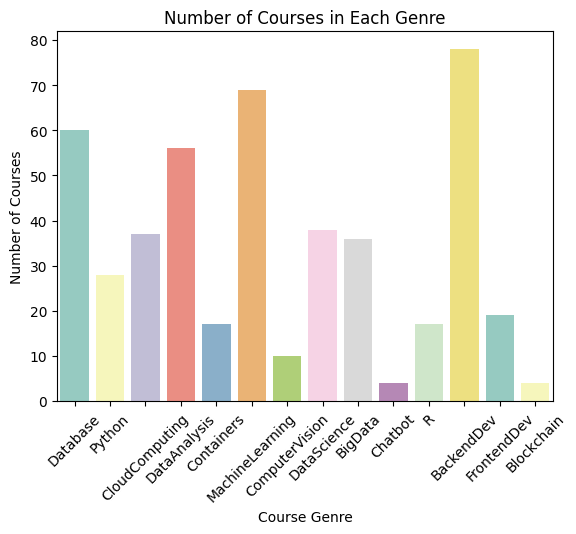 Number of Courses in Each Genre
Number of Courses
80
70
60
50
40
30
20
10
0
Database
Python
CloudComputing
DataAnalysis
Containers
MachineLearning
ComputerVision
DataScience
BigData
Chatbot
R
BackendDev
FrontendDev
Blockchain
Course Genre